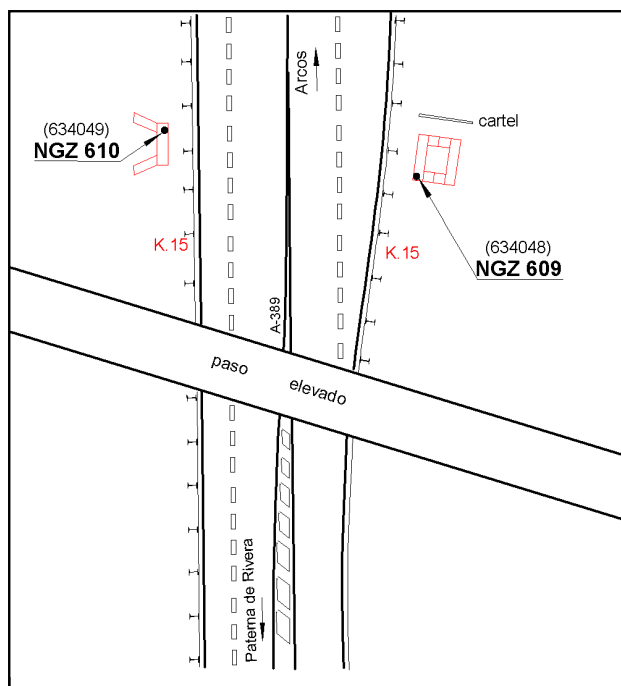 Arcos
cartel
(634049)
NGZ 610
K.15
K.15
(634048)
NGZ 609
A-389
paso elevado
Paterna de Rivera